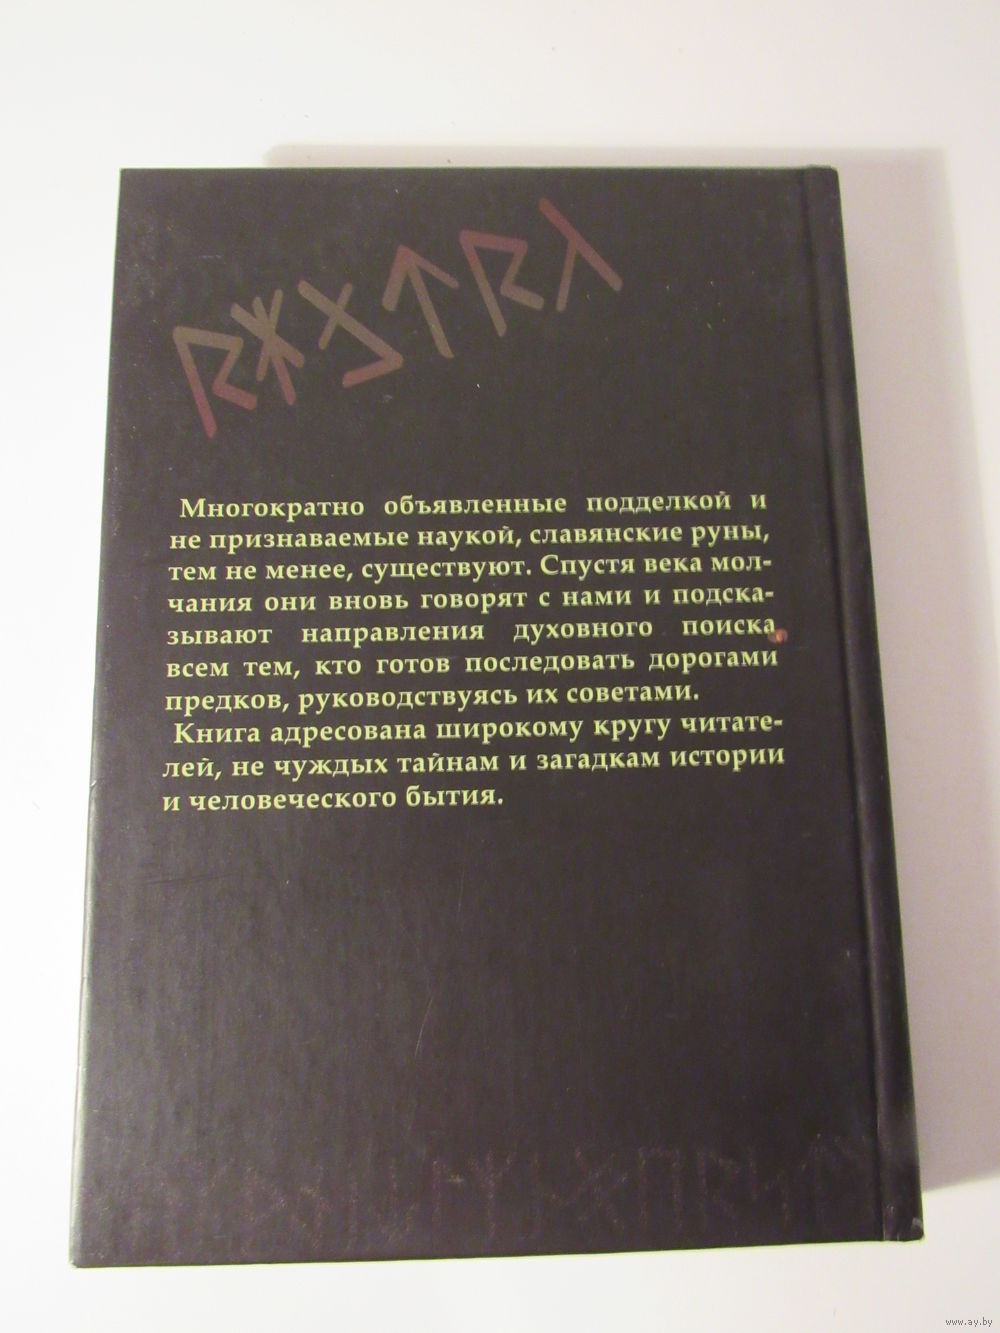 Многократно объявленные подделкой и
не признаваемые наукой, славянские руны,
тем не менее, существуют. Спустя века мол-
чания они вновь говорят с нами и подска-
зывают направления духовного поиска
всем тем, кто готов последовать дорогами
предков, руководствуясь их советами.
Книга адресована широкому кругу читате-
лей, не чуждых тайнам и загадкам истории
и человеческого бытия.
www.ay.by